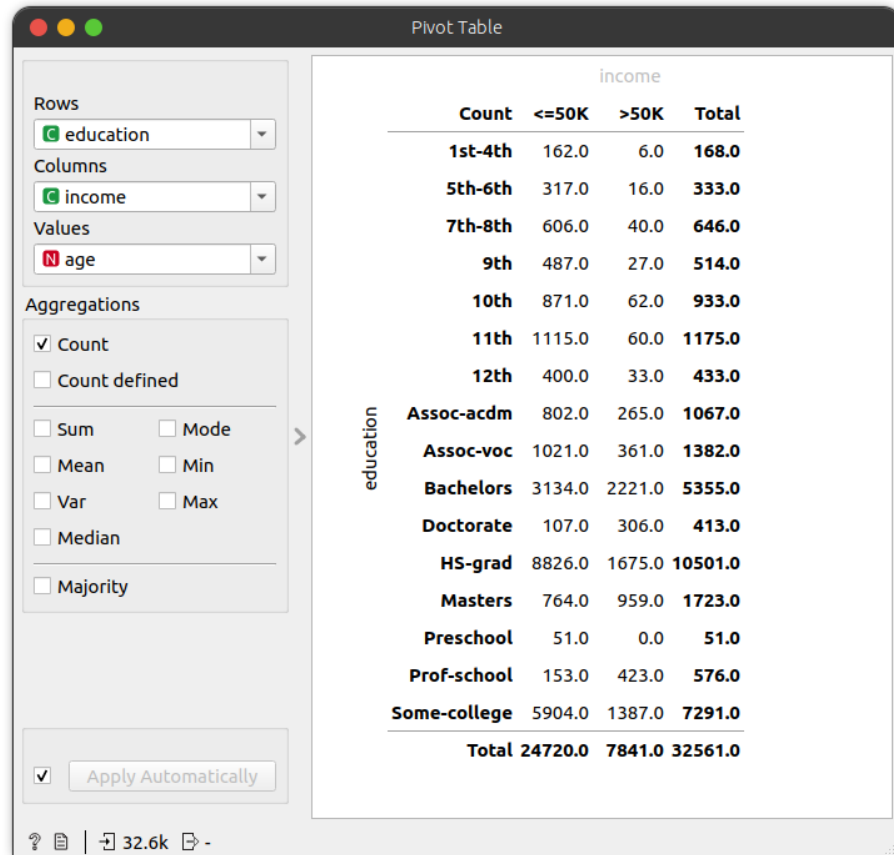 Pivot Table
Rows
C education
Columns
C income
Values
N age
Aggregations
Count
Count defined
Sum Mode
Mean Min
Var Max
Median
Majority
Apply Automatically
? 32.6k -
income
Count <=50K >50K Total
education
1st-4th 162.0 6.0 168.0
5th-6th 317.0 16.0 333.0
7th-8th 606.0 40.0 646.0
9th 487.0 27.0 514.0
10th 871.0 62.0 933.0
11th 1115.0 60.0 1175.0
12th 400.0 33.0 433.0
Assoc-acdm 802.0 265.0 1067.0
Assoc-voc 1021.0 361.0 1382.0
Bachelors 3134.0 2221.0 5355.0
Doctorate 107.0 306.0 413.0
HS-grad 8826.0 1675.0 10501.0
Masters 764.0 959.0 1723.0
Preschool 51.0 0.0 51.0
Prof-school 153.0 423.0 576.0
Some-college 5904.0 1387.0 7291.0
Total 24720.0 7841.0 32561.0